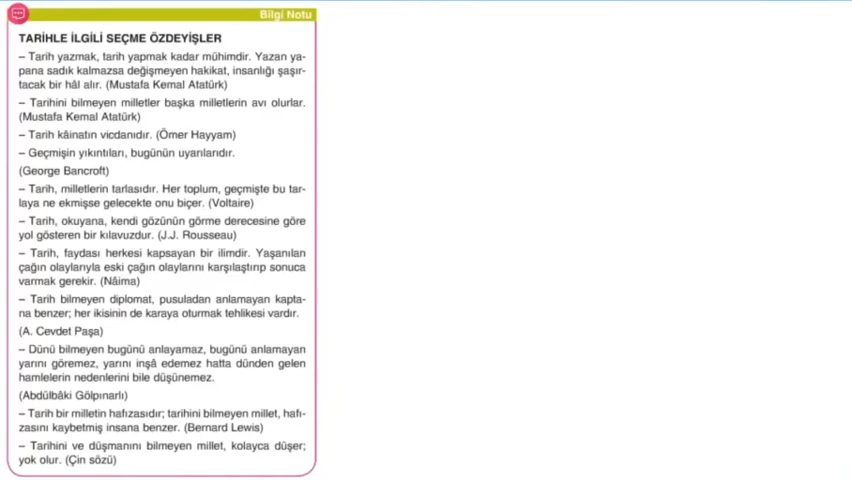 Bilgi Notu
TARİHLE İLGİLİ SEÇME ÖZDEYİŞLER
– Tarih yazmak, tarih yapmak kadar mühimdir. Yazan ya-
pana sadık kalmazsa değişmeyen hakikat, insanlığı şaşır-
tacak bir hâl alır. (Mustafa Kemal Atatürk)
– Tarihini bilmeyen milletler başka milletlerin avı olurlar.
(Mustafa Kemal Atatürk)
– Tarih kâinatın vicdanıdır. (Ömer Hayyam)
– Geçmişin yıkıntıları, bugünün uyarılarıdır.
(George Bancroft)
– Tarih, milletlerin tarlasıdır. Her toplum, geçmişte bu tar-
laya ne ekmişse gelecekte onu biçer. (Voltaire)
– Tarih, okuyana, kendi gözünün görme derecesine göre
yol gösteren bir kılavuzdur. (J.J. Rousseau)
– Tarih, faydası herkesi kapsayan bir ilimdir. Yaşanılan
çağın olaylarıyla eski çağın olaylarını karşılaştırıp sonuca
varmak gerekir. (Nâima)
– Tarih bilmeyen diplomat, pusuladan anlamayan kapta-
na benzer; her ikisinin de karaya oturmak tehlikesi vardır.
(A. Cevdet Paşa)
– Dünü bilmeyen bugünü anlayamaz, bugünü anlamayan
yarını göremez, yarını inşâ edemez hatta dünden gelen
hamlelerin nedenlerini bile düşünemez.
(Abdülbâki Gölpınarlı)
– Tarih bir milletin hafızasıdır; tarihini bilmeyen millet, hafı-
zasını kaybetmiş insana benzer. (Bernard Lewis)
– Tarihini ve düşmanını bilmeyen millet, kolayca düşer;
yok olur. (Çin sözü)